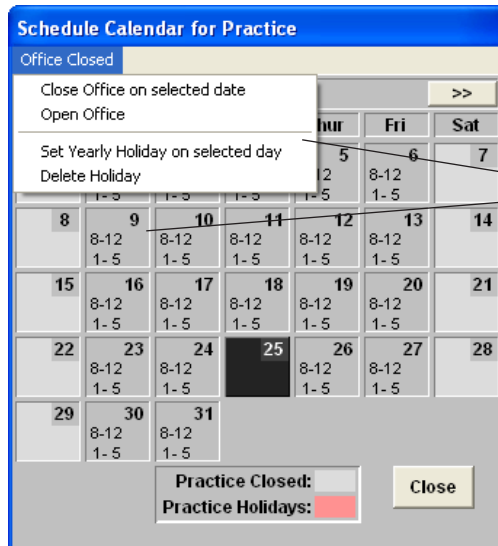 Schedule Calendar for Practice
Office Closed
Close Office on selected date
Open Office
Set Yearly Holiday on selected day
Delete Holiday
>>
hur Fri Sat
5 6 7
12 8-12
5 1- 5 1- 5
8 9 10 11 12 13 14
8-12 8-12 8-12 8-12 8-12
1- 5 1- 5 1- 5 1- 5 1- 5
15 16 17 18 19 20 21
8-12 8-12 8-12 8-12 8-12
1- 5 1- 5 1- 5 1- 5 1- 5
22 23 24 25 26 27 28
8-12 8-12 8-12 8-12
1- 5 1- 5 1- 5 1- 5
29 30 31
8-12 8-12
1- 5 1- 5
Practice Closed:
Practice Holidays:
Close